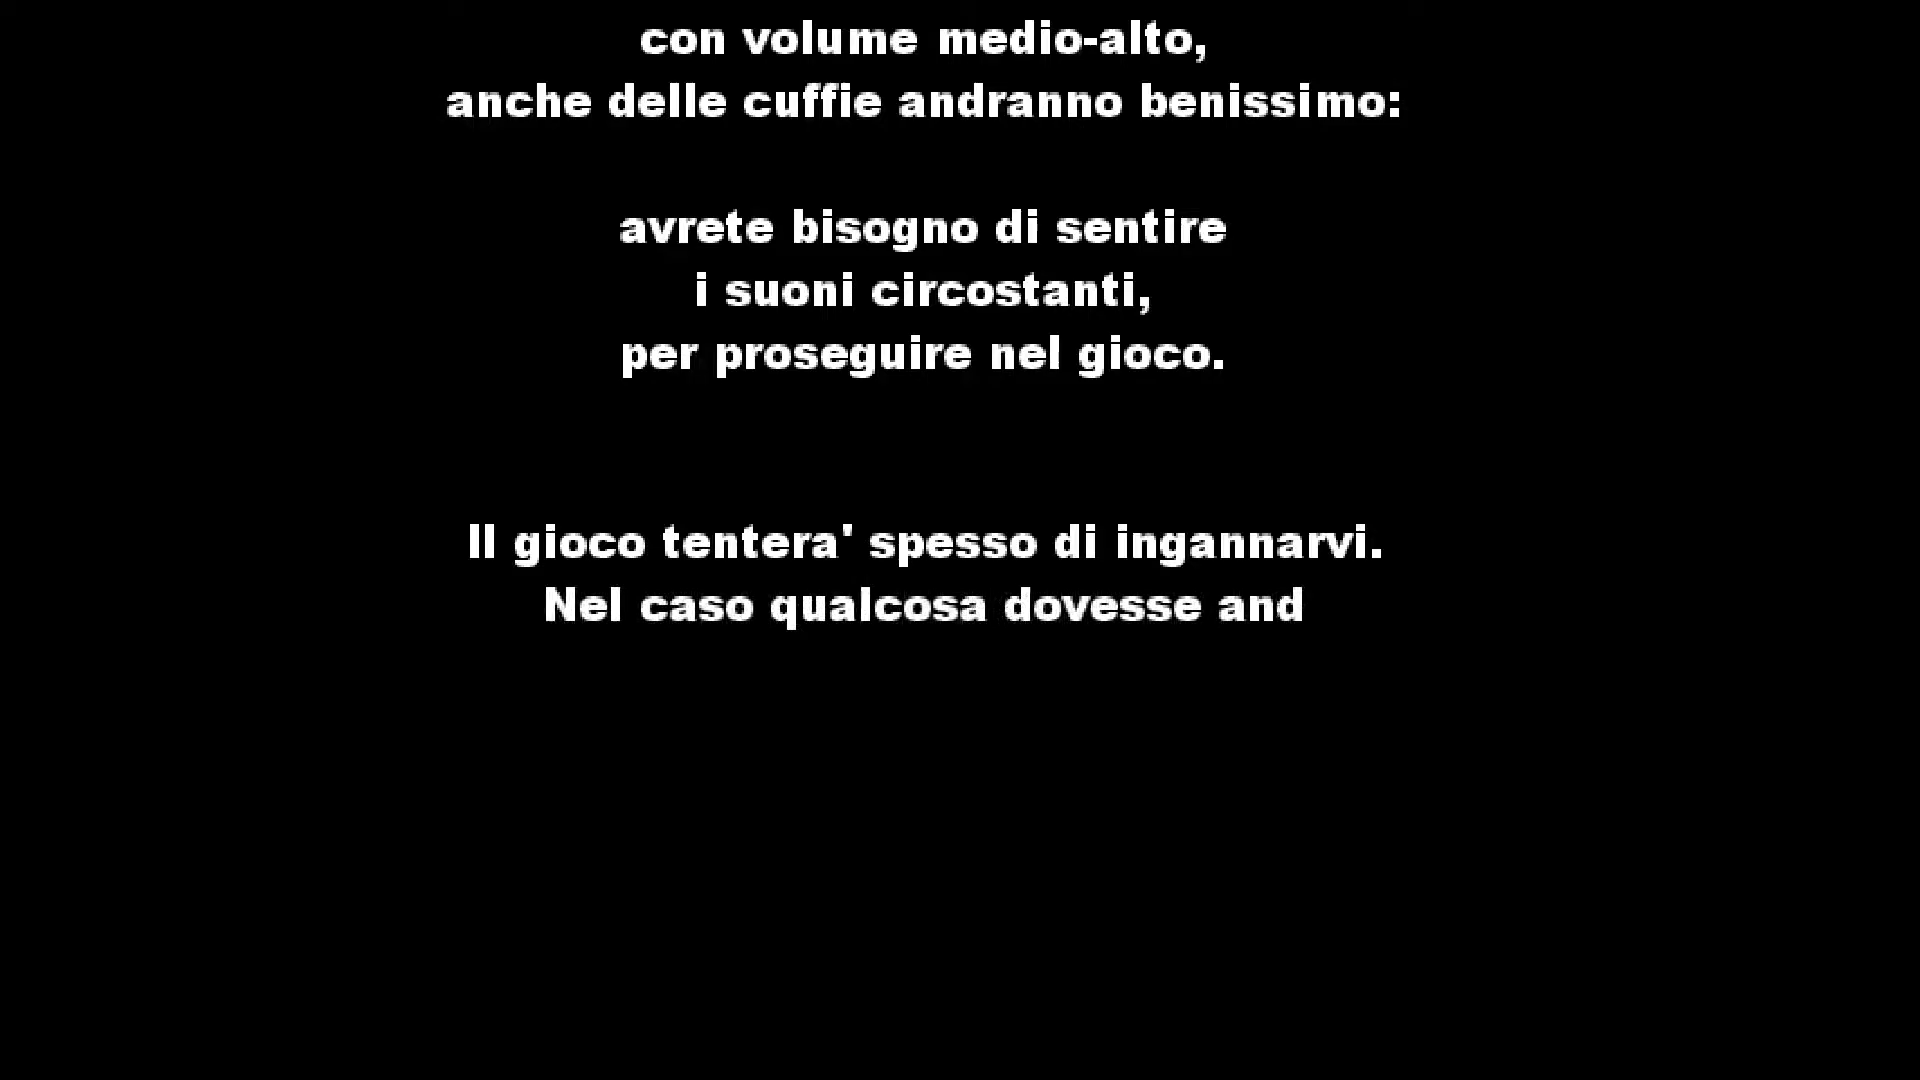 con volume medio-alto,
anche delle cuffie andranno benissimo:
avrete bisogno di sentire
i suoni circostanti,
per proseguire nel gioco.
Il gioco tentera' spesso di ingannarvi.
Nel caso qualcosa dovesse and